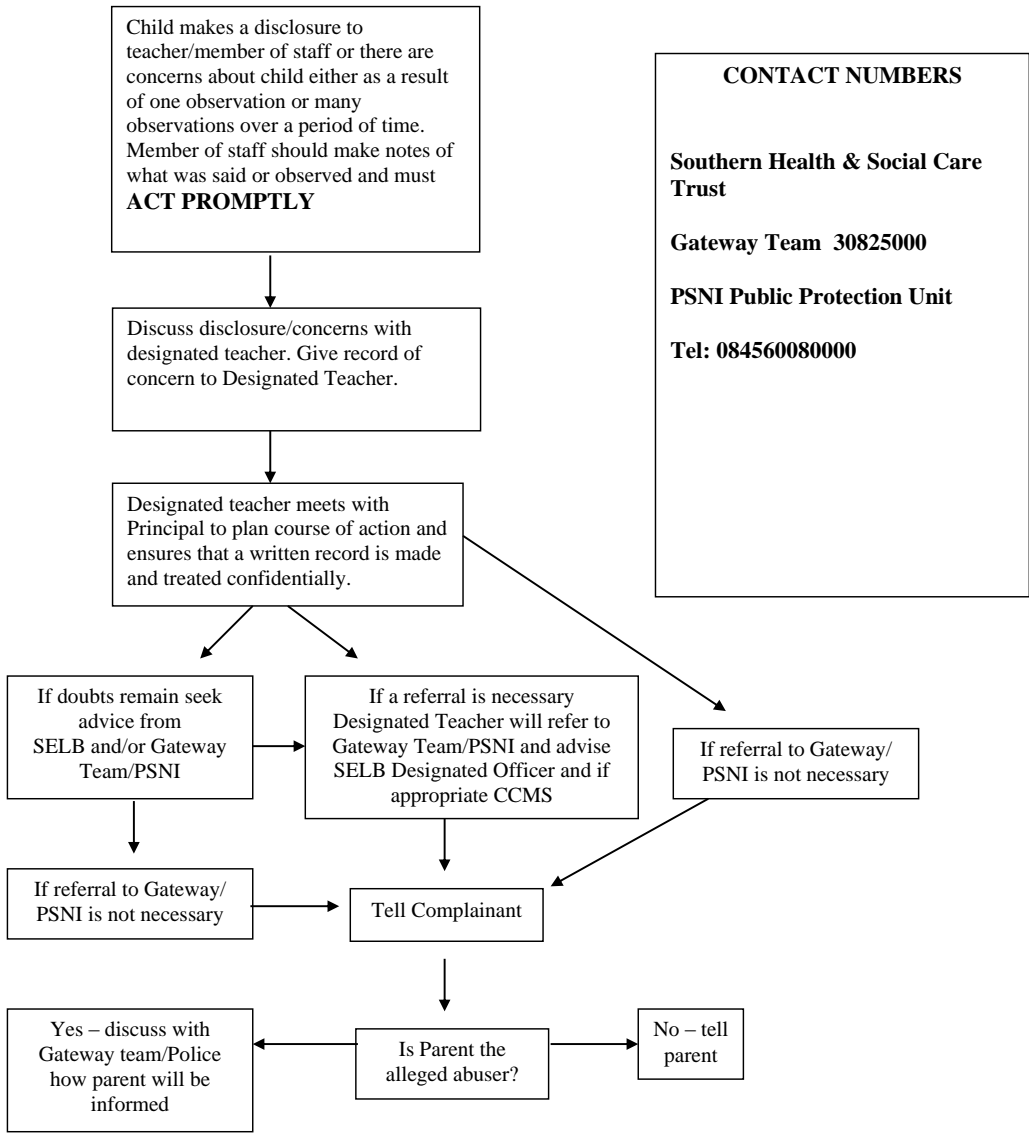 Child makes a disclosure to
teacher/member of staff or there are
concerns about child either as a result
of one observation or many
observations over a period of time.
Member of staff should make notes of
what was said or observed and must
ACT PROMPTLY
CONTACT NUMBERS
Southern Health & Social Care
Trust
Gateway Team  30825000
PSNI Public Protection Unit
Tel: 084560080000
Discuss disclosure/concerns with
designated teacher. Give record of
concern to Designated Teacher.
Designated teacher meets with
Principal to plan course of action and
ensures that a written record is made
and treated confidentially.
If doubts remain seek
advice from
SELB and/or Gateway
Team/PSNI
If a referral is necessary
Designated Teacher will refer to
Gateway Team/PSNI and advise
SELB Designated Officer and if
appropriate CCMS
If referral to Gateway/
PSNI is not necessary
If referral to Gateway/
PSNI is not necessary
Tell Complainant
Yes – discuss with
Gateway team/Police
how parent will be
informed
Is Parent the
alleged abuser?
No – tell
parent